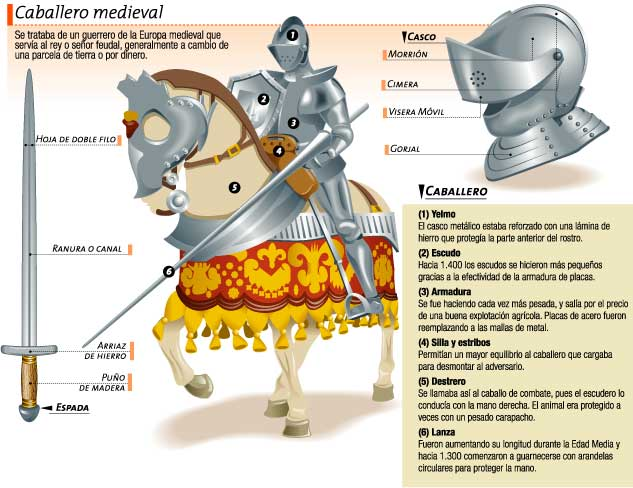 Caballero medieval
Se trataba de un guerrero de la Europa medieval que
servía al rey o señor feudal, generalmente a cambio de
una parcela de tierra o por dinero.
HOJA DE DOBLE FILO
RANURA O CANAL
ARRIAZ
DE HIERRO
PUÑO
DE MADERA
ESPADA
1
2
3
4
5
6
CASCO
MORRIÓN
CIMERA
VISERA MÓVIL
GORJAL
CABALLERO
(1) Yelmo
El casco metálico estaba reforzado con una lámina de
hierro que protegía la parte anterior del rostro.
(2) Escudo
Hacia 1.400 los escudos se hicieron más pequeños
gracias a la efectividad de la armadura de placas.
(3) Armadura
Se fue haciendo cada vez más pesada, y salía por el precio
de una buena explotación agrícola. Placas de acero fueron
reemplazando a las mallas de metal.
(4) Silla y estribos
Permitían un mayor equilibrio al caballero que cargaba
para desmontar al adversario.
(5) Destrero
Se llamaba así al caballo de combate, pues el escudero lo
conducía con la mano derecha. El animal era protegido a
veces con un pesado carapacho.
(6) Lanza
Fueron aumentando su longitud durante la Edad Media y
hacia 1.300 comenzaron a guarnecerse con arandelas
circulares para proteger la mano.